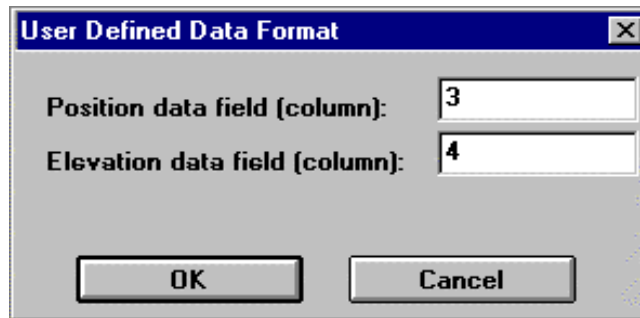 User Defined Data Format
Position data field (column): 3
Elevation data field (column): 4
OK Cancel